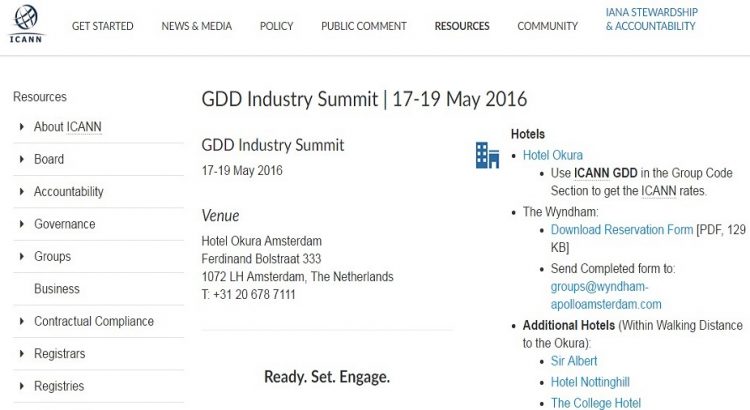 ICANN
GET STARTED
NEWS & MEDIA
POLICY
PUBLIC COMMENT
RESOURCES
COMMUNITY
IANA STEWARDSHIP
& ACCOUNTABILITY
Resources
About ICANN
Board
Accountability
Governance
Groups
Business
Contractual Compliance
Registrars
Registries
GDD Industry Summit | 17-19 May 2016
GDD Industry Summit
17-19 May 2016
Venue
Hotel Okura Amsterdam
Ferdinand Bolstraat 333
1072 LH Amsterdam, The Netherlands
T: +31 20 678 7111
Ready. Set. Engage.
Hotels
• Hotel Okura
• Use ICANN GDD in the Group Code
Section to get the ICANN rates.
• The Wyndham:
• Download Reservation Form [PDF, 129
KB]
• Send Completed form to:
groups@wyndham-
apolloamsterdam.com
• Additional Hotels (Within Walking Distance
to the Okura):
• Sir Albert
• Hotel Nottinghill
• The College Hotel